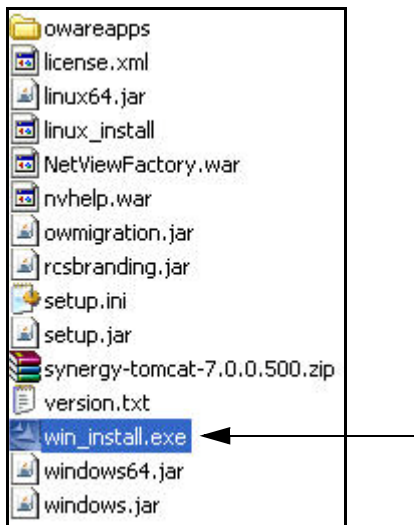 owareapps
license.xml
linux64.jar
linux_install
NetViewFactory.war
nvhelp.war
owmigration.jar
rcsbranding.jar
setup.ini
setup.jar
synergy-tomcat-7.0.0.500.zip
version.txt
win_install.exe
windows64.jar
windows.jar